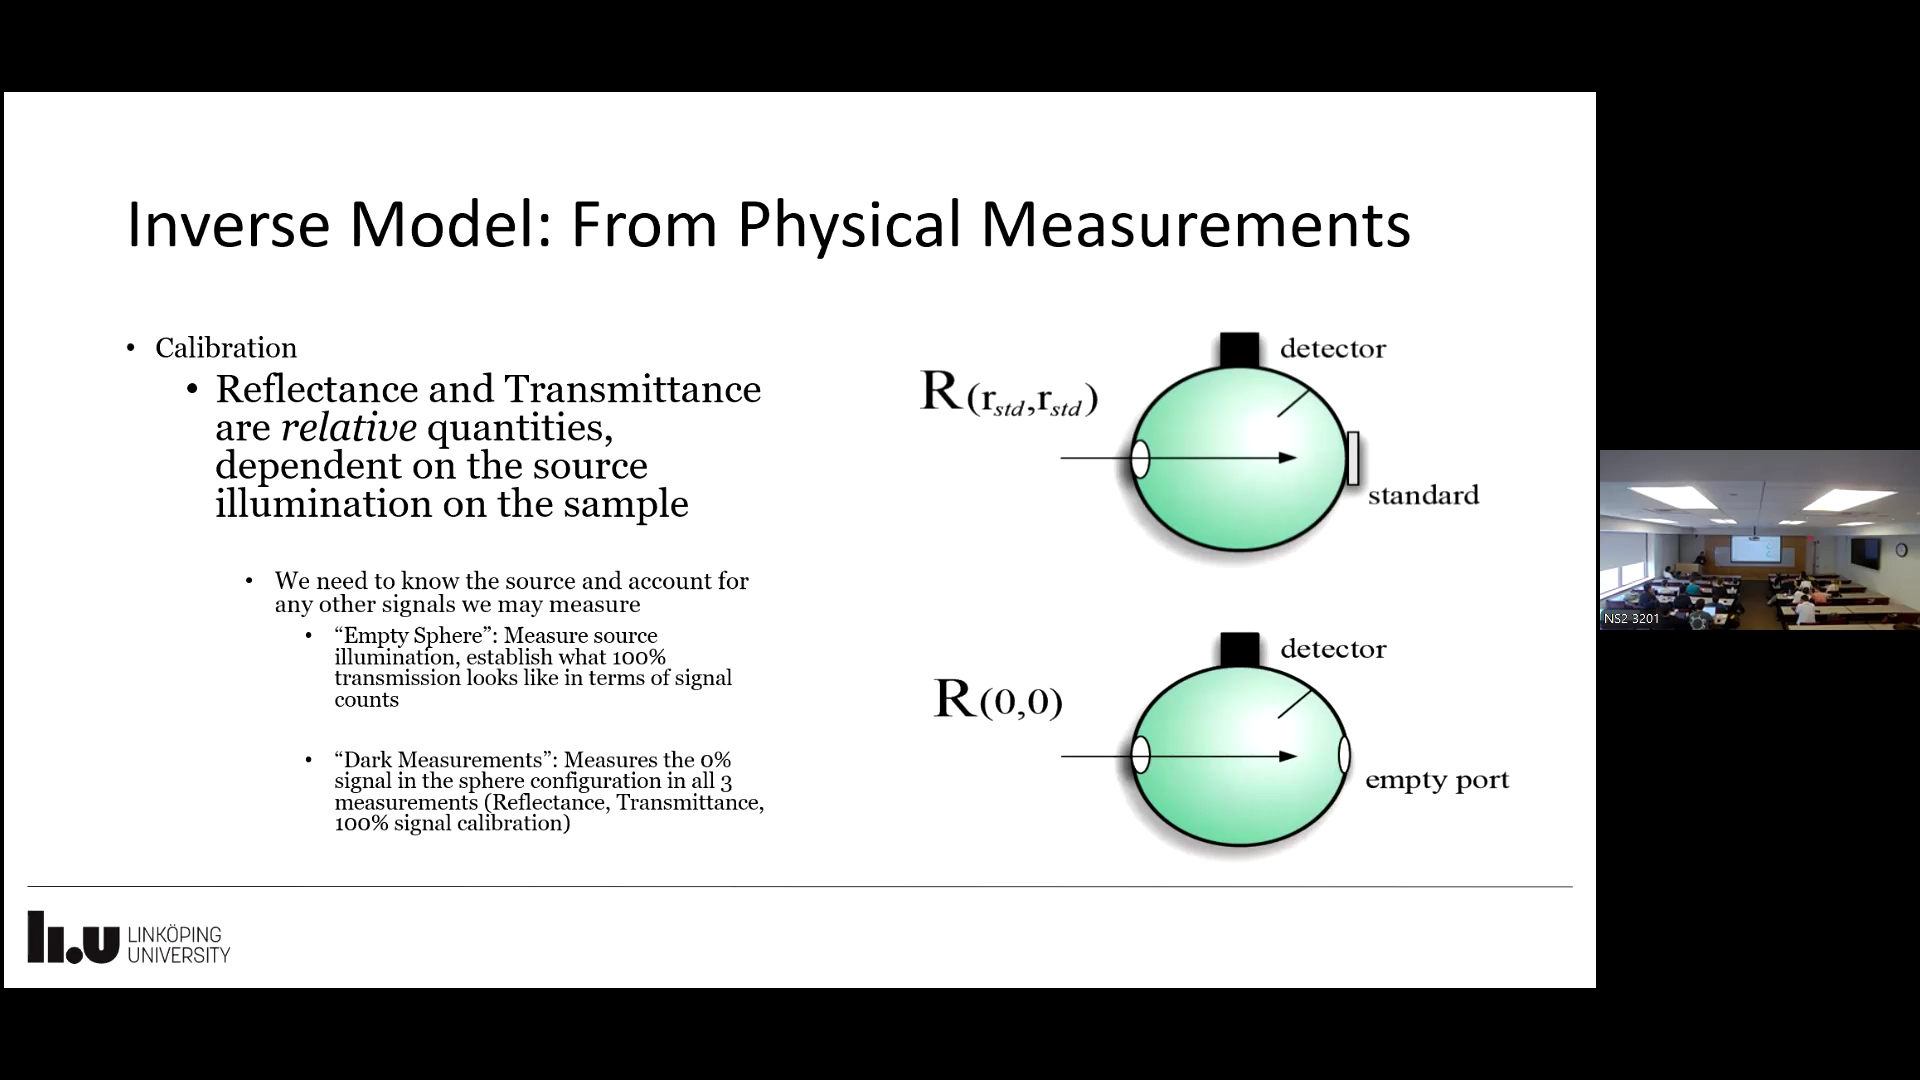 Inverse Model: From Physical Measurements
• Calibration
• Reflectance and Transmittance
are relative quantities,
dependent on the source
illumination on the sample
• We need to know the source and account for
any other signals we may measure
• “Empty Sphere”: Measure source
illumination, establish what 100%
transmission looks like in terms of signal
counts
• “Dark Measurements”: Measures the 0%
signal in the sphere configuration in all 3
measurements (Reflectance, Transmittance,
100% signal calibration)
detector
R(rstd,rstd)
standard
detector
R(0,0)
empty port
li.u LINKÖPING
UNIVERSITY
NS2 3201